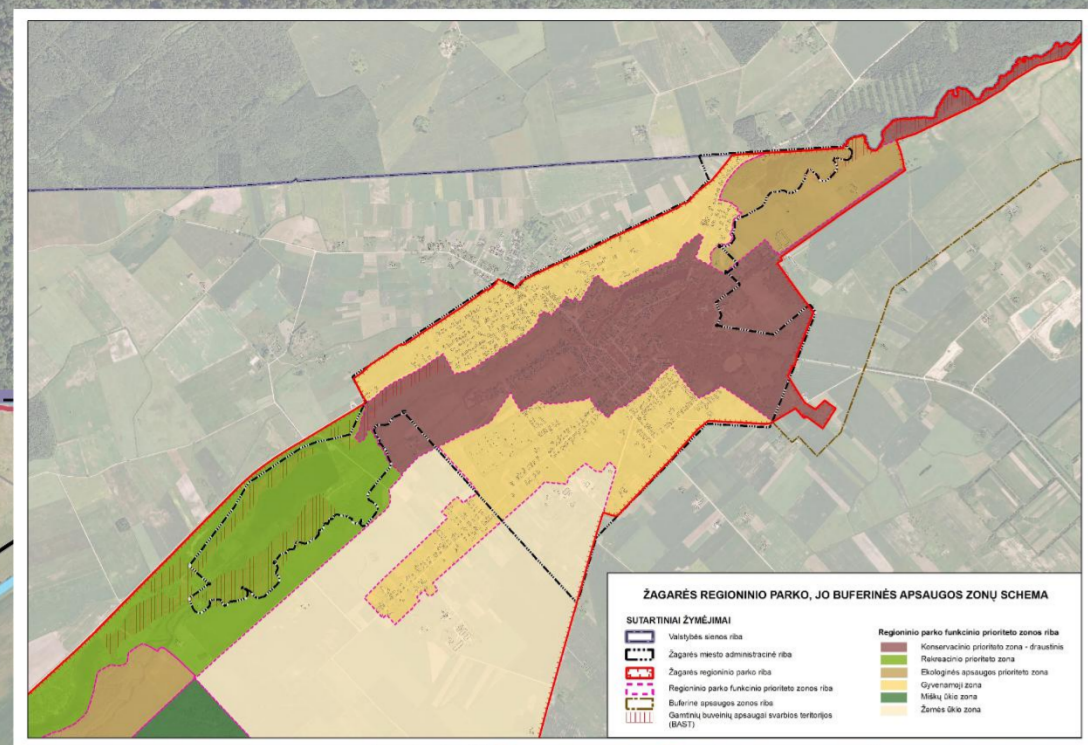 ŽAGARĖS REGIONINIO PARKO, JO BUFERINĖS APSAUGOS ZONŲ SCHEMA
SUTARTINIAI ŽYMĖJIMAI
Valstybės sienos riba
Žagarės miesto administracinė riba
Žagarės regioninio parko riba
Regioninio parko funkcinio prioriteto zonos riba
Buferinė apsaugos zonos riba
Gamtinių buveinių apsaugai svarbios teritorijos
(BAST)
Regioninio parko funkcinio prioriteto zonos riba
Konservacinio prioriteto zona - draustinis
Rekreacinio prioriteto zona
Ekologinės apsaugos prioriteto zona
Gyvenamoji zona
Miškų ūkio zona
Žemės ūkio zona